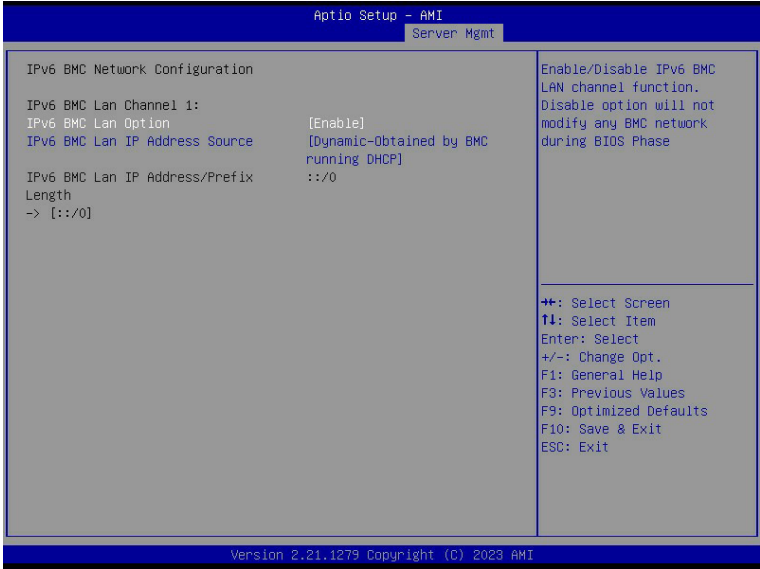 Aptio Setup – AMI
Server Mgmt
IPv6 BMC Network Configuration
IPv6 BMC Lan Channel 1:
IPv6 BMC Lan Option [Enable]
IPv6 BMC Lan IP Address Source [Dynamic-Obtained by BMC
running DHCP]
IPv6 BMC Lan IP Address/Prefix ::/0
Length
-> [::/0]
Enable/Disable IPv6 BMC
LAN channel function.
Disable option will not
modify any BMC network
during BIOS Phase
→←: Select Screen
↑↓: Select Item
Enter: Select
+/-: Change Opt.
F1: General Help
F3: Previous Values
F9: Optimized Defaults
F10: Save & Exit
ESC: Exit
Version 2.21.1279 Copyright (C) 2023 AMI